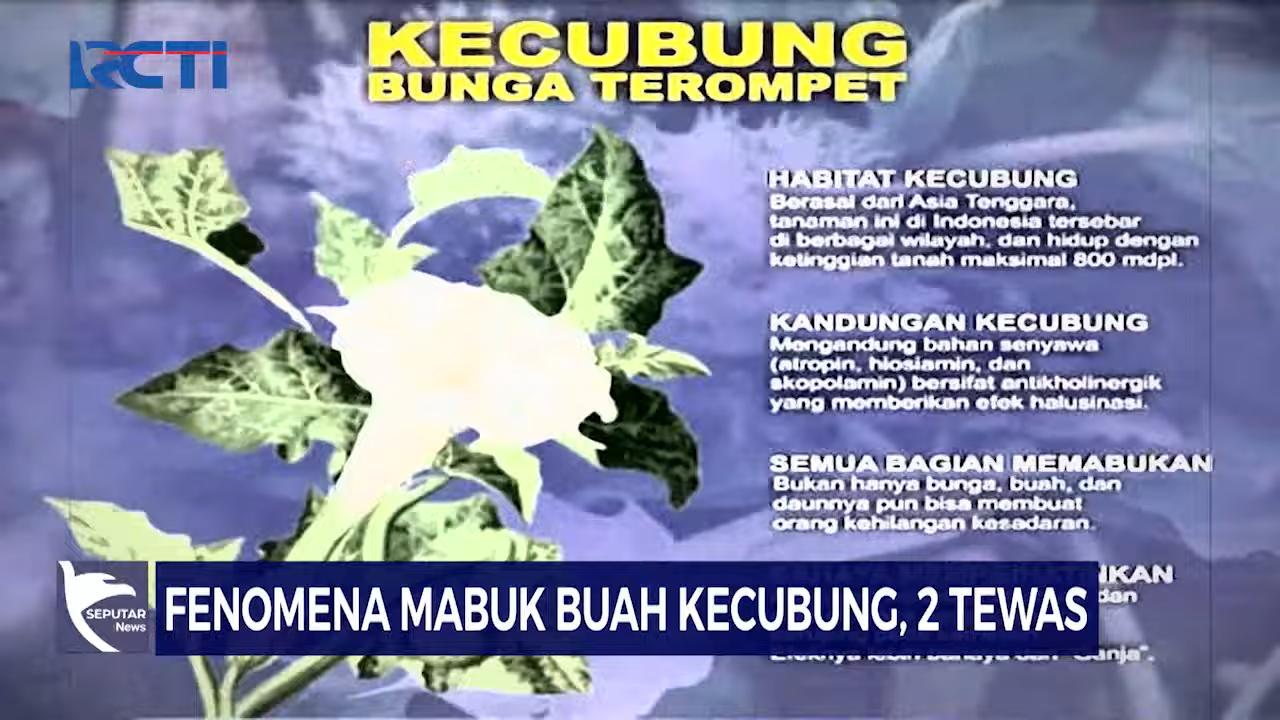 KECUBUNG
BUNGA TEROMPET
RCTI
HABITAT KECUBUNG
Berasal dari Asia Tenggara,
tanaman ini di Indonesia tersebar
di berbagai wilayah, dan hidup dengan
ketinggian tanah maksimal 800 mdpl.
KANDUNGAN KECUBUNG
Mengandung bahan senyawa
(atropin, hiosiamin, dan
skopolamin) bersifat antikholinergik
yang memberikan efek halusinasi.
SEMUA BAGIAN MEMABUKAN
Bukan hanya bunga, buah, dan
daunnya pun bisa membuat
orang kehilangan kesadaran.
SEPUTAR
News
FENOMENA MABUK BUAH KECUBUNG, 2 TEWAS
"Ganja".